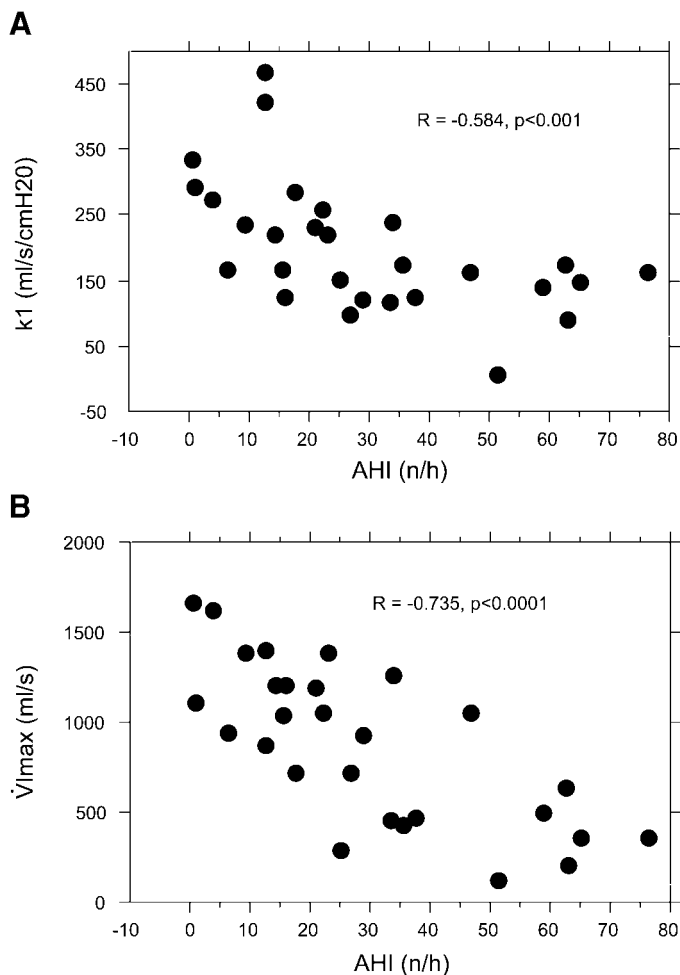 A
450
350
250
150
50
-50
k1 (ml/s/cmH20)
R = -0.584, p<0.001
-10 0 10 20 30 40 50 60 70 80
AHI (n/h)
B
2000
1500
1000
500
0
V̇Imax (ml/s)
R = -0.735, p<0.0001
-10 0 10 20 30 40 50 60 70 80
AHI (n/h)